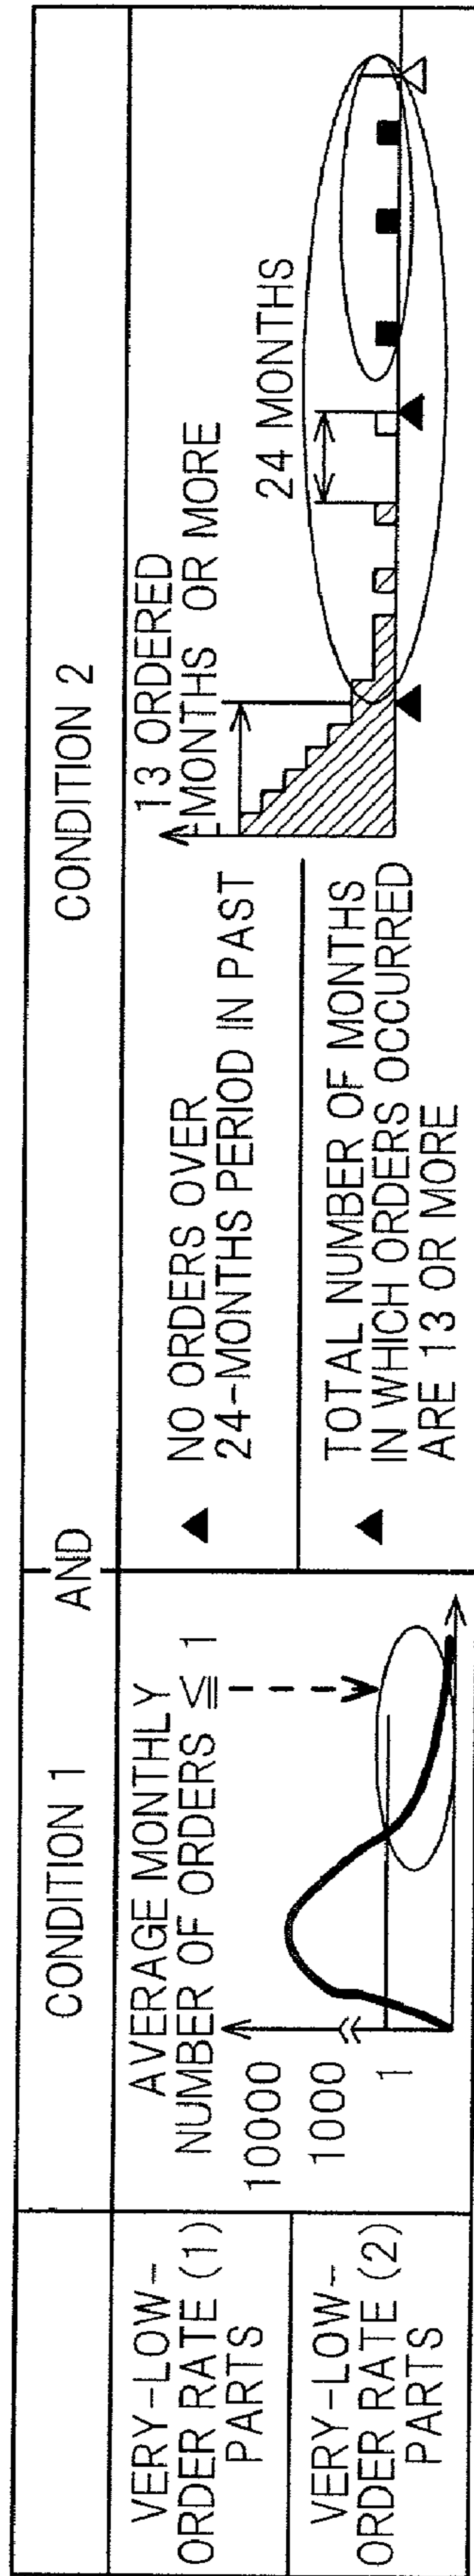 CONDITION 1
AND
CONDITION 2
VERY-LOW-
ORDER RATE (1)
PARTS
AVERAGE MONTHLY
NUMBER OF ORDERS ≦ 1
10000
1000
1
▲ NO ORDERS OVER
24-MONTHS PERIOD IN PAST
13 ORDERED
MONTHS OR MORE
24 MONTHS
VERY-LOW-
ORDER RATE (2)
PARTS
▲ TOTAL NUMBER OF MONTHS
IN WHICH ORDERS OCCURRED
ARE 13 OR MORE